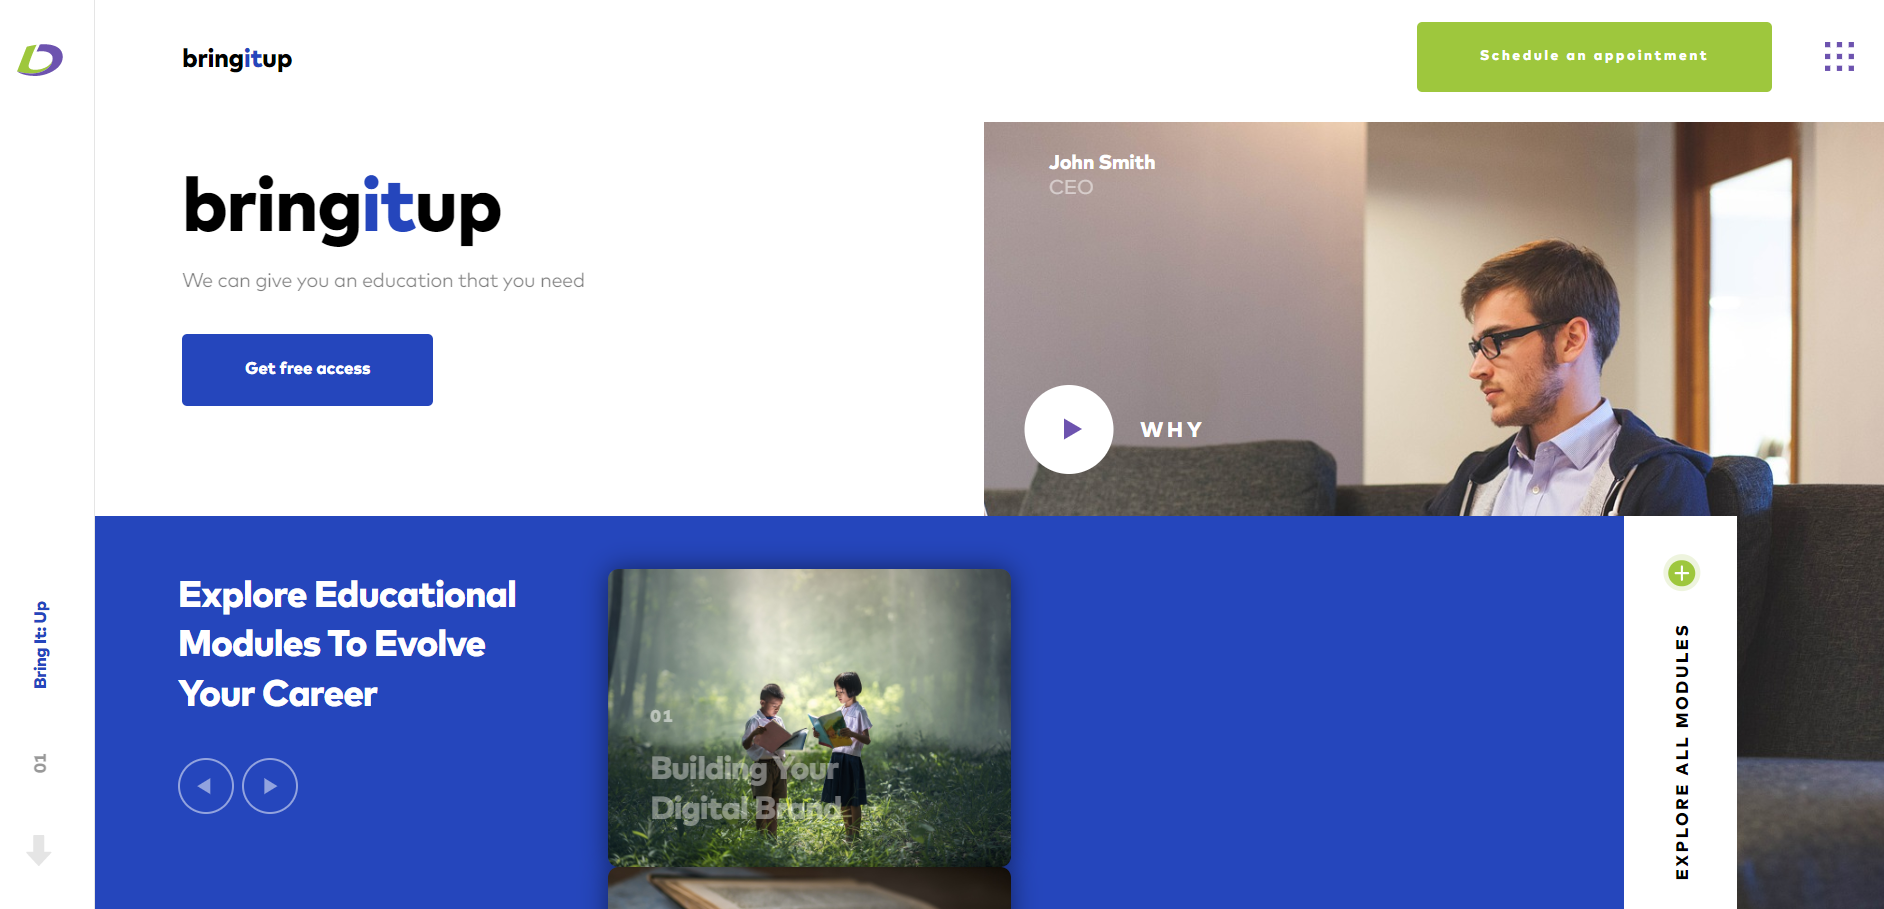 bringitup
Schedule an appointment
bringitup
We can give you an education that you need
Get free access
John Smith
CEO
WHY
Explore Educational
Modules To Evolve
Your Career
01
Building Your
Digital Brand
EXPLORE ALL MODULES
Bring It: Up
01